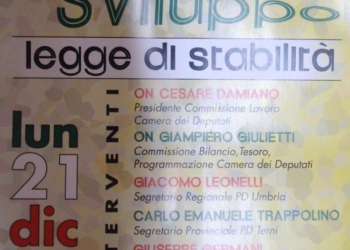 Sviluppo
legge di stabilità
lun
21
dic
INTERVENTI
ON CESARE DAMIANO
Presidente Commissione Lavoro
Camera dei Deputati
ON GIAMPIERO GIULIETTI
Commissione Bilancio, Tesoro,
Programmazione Camera dei Deputati
GIACOMO LEONELLI
Segretario Regionale PD Umbria
CARLO EMANUELE TRAPPOLINO
Segretario Provinciale PD Terni
GIUSEPPE GERMANI